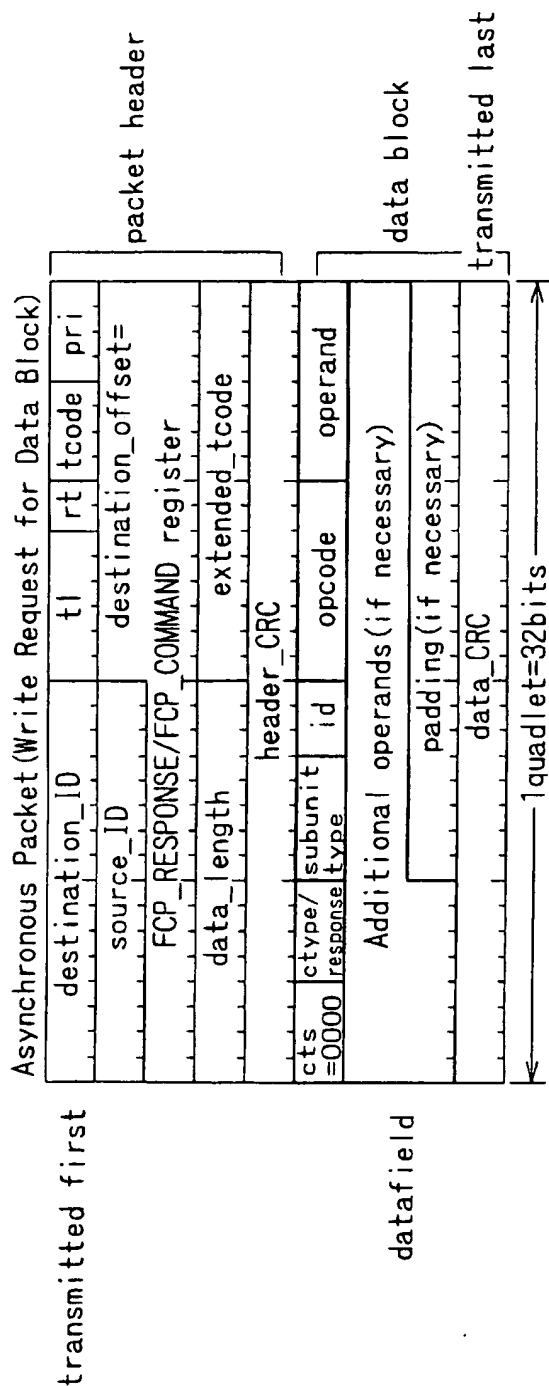 Asynchronous Packet(Write Request for Data Block)
transmitted first
destination_ID tl rt tcode pri
source_ID destination_offset=
FCP_RESPONSE/FCP_COMMAND register
packet header
data_length extended_tcode
header_CRC
cts =0000 ctype/ response subunit type id opcode operand
datafield
Additional operands(if necessary)
data block
padding(if necessary)
data_CRC
transmitted last
1quadlet=32bits